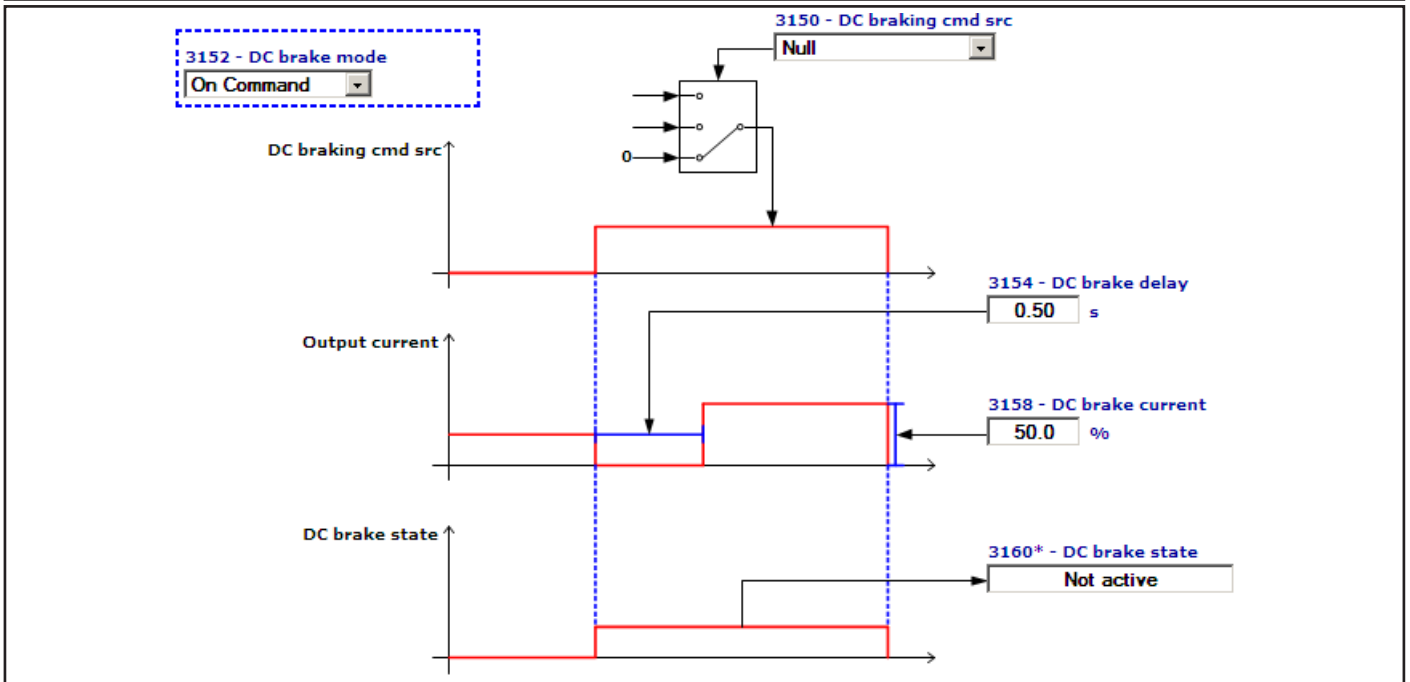 3150 - DC braking cmd src
Null
3152 - DC brake mode
On Command
DC braking cmd src
0
3154 - DC brake delay
0.50 s
Output current
3158 - DC brake current
50.0 %
DC brake state
3160* - DC brake state
Not active